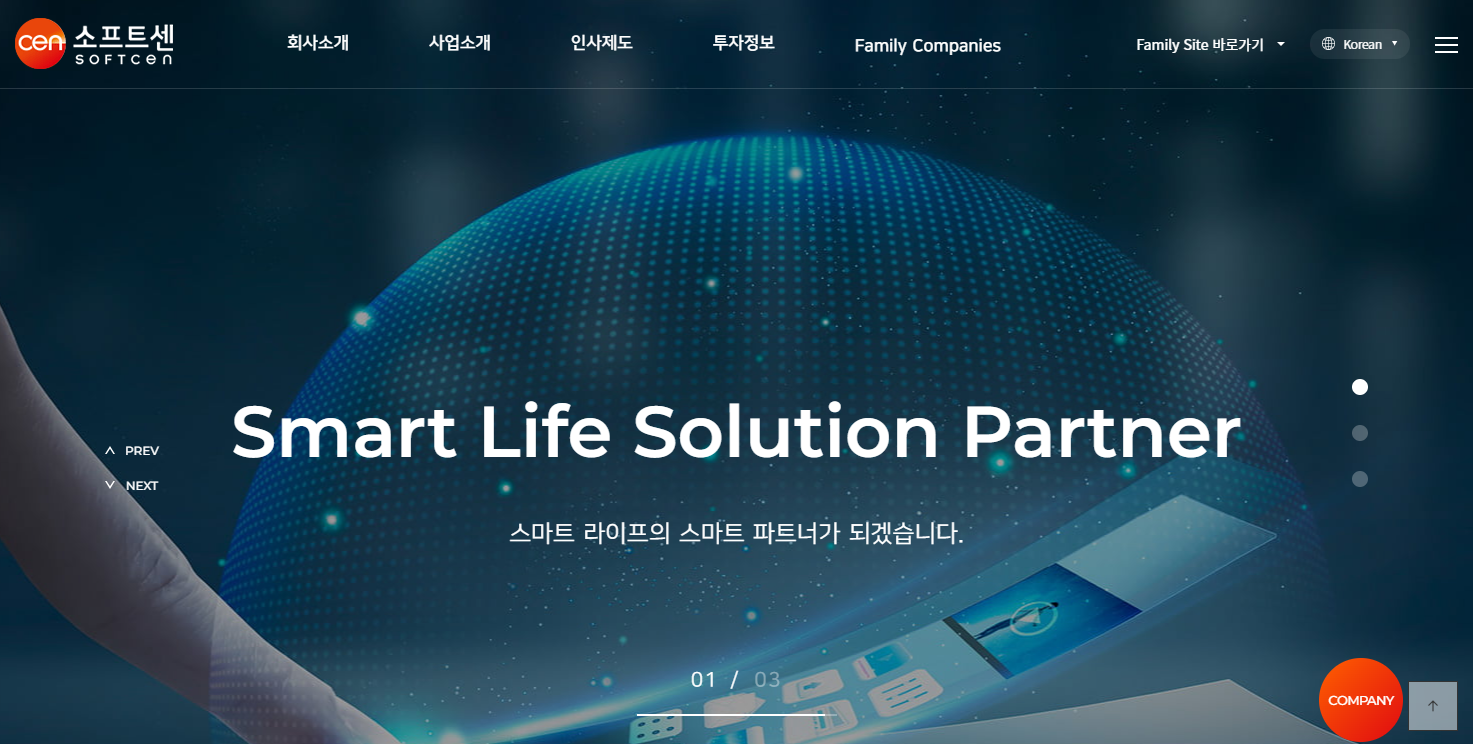 cen 소프트센
SOFTCEN
회사소개 사업소개 인사제도 투자정보 Family Companies
Family Site 바로가기 Korean
Smart Life Solution Partner
PREV
NEXT
스마트 라이프의 스마트 파트너가 되겠습니다.
01 / 03
COMPANY